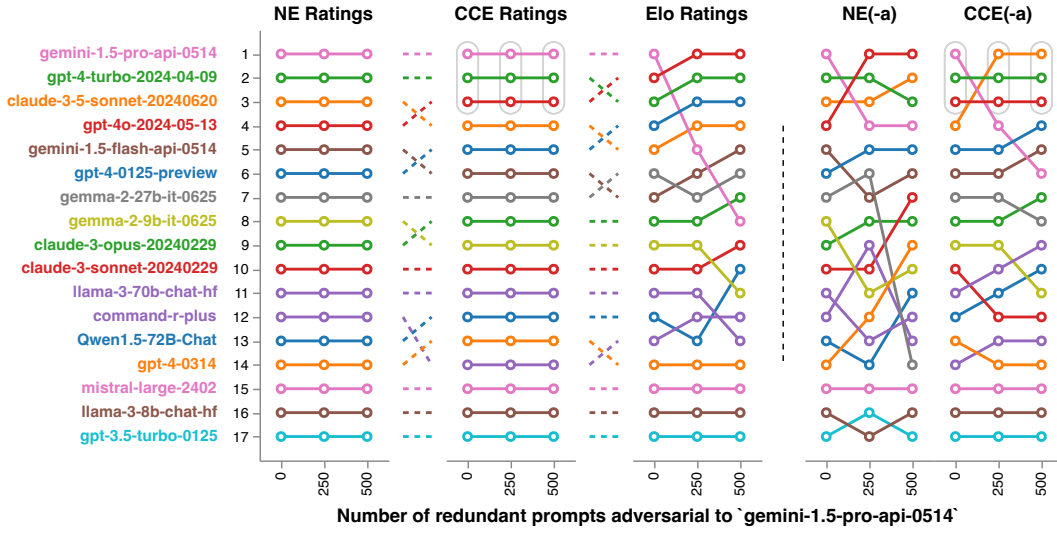 NE Ratings CCE Ratings Elo Ratings NE(-a) CCE(-a)
gemini-1.5-pro-api-0514 1
gpt-4-turbo-2024-04-09 2
claude-3-5-sonnet-20240620 3
gpt-4o-2024-05-13 4
gemini-1.5-flash-api-0514 5
gpt-4-0125-preview 6
gemma-2-27b-it-0625 7
gemma-2-9b-it-0625 8
claude-3-opus-20240229 9
claude-3-sonnet-20240229 10
llama-3-70b-chat-hf 11
command-r-plus 12
Qwen1.5-72B-Chat 13
gpt-4-0314 14
mistral-large-2402 15
llama-3-8b-chat-hf 16
gpt-3.5-turbo-0125 17
0 250 500 0 250 500 0 250 500 0 250 500 0 250 500
Number of redundant prompts adversarial to `gemini-1.5-pro-api-0514`